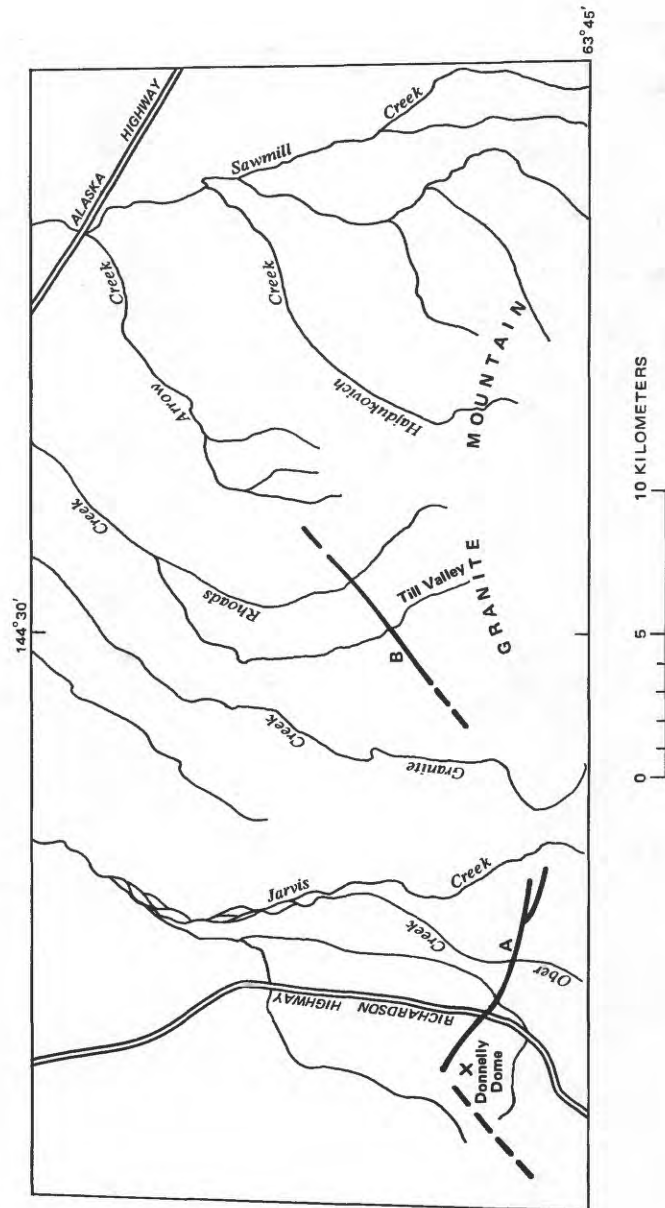 144°30'
63°45'
ALASKA HIGHWAY
Sawmill Creek
Creek
Arrow
Creek
Hajdukovich
Creek
Rhoads
Till Valley
B
GRANITE MOUNTAIN
Creek
Granite
Jarvis Creek
Creek
Ober
A
RICHARDSON HIGHWAY
X
Donnelly
Dome
0 5 10 KILOMETERS